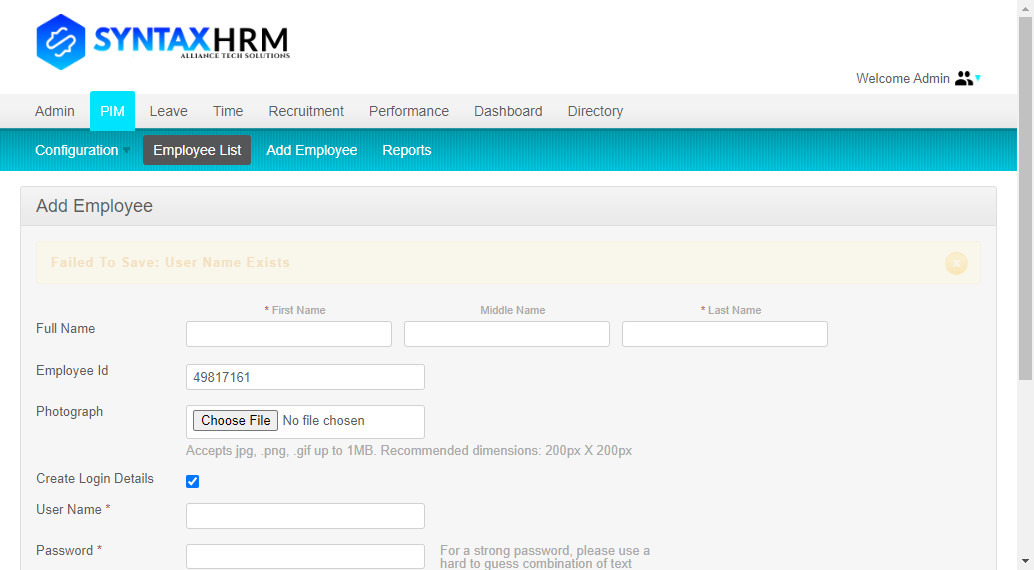 SYNTAXHRM
ALLIANCE TECH SOLUTIONS
Welcome Admin
Admin PIM Leave Time Recruitment Performance Dashboard Directory
Configuration Employee List Add Employee Reports
Add Employee
Failed To Save: User Name Exists x
* First Name Middle Name * Last Name
Full Name
Employee Id 49817161
Photograph Choose File No file chosen
Accepts jpg, .png, .gif up to 1MB. Recommended dimensions: 200px X 200px
Create Login Details
User Name *
Password * For a strong password, please use a
hard to guess combination of text